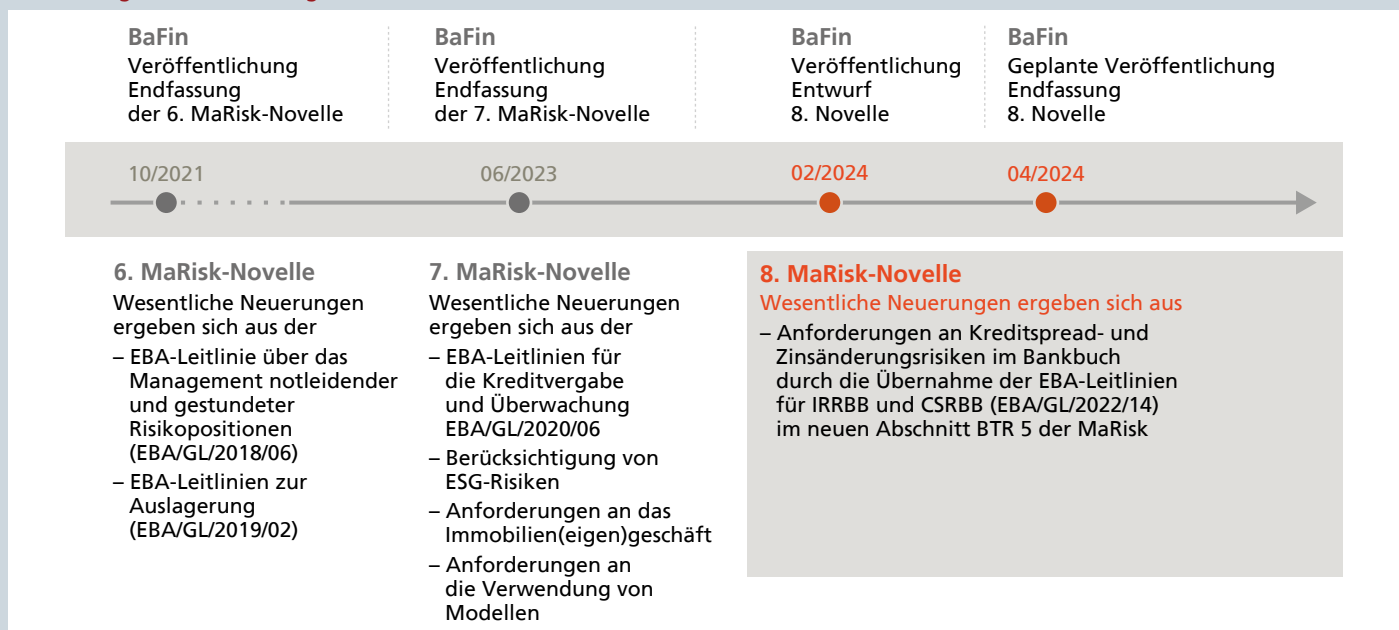 BaFin
Veröffentlichung
Endfassung
der 6. MaRisk-Novelle
BaFin
Veröffentlichung
Endfassung
der 7. MaRisk-Novelle
BaFin
Veröffentlichung
Entwurf
8. Novelle
BaFin
Geplante Veröffentlichung
Endfassung
8. Novelle
10/2021
06/2023
02/2024
04/2024
6. MaRisk-Novelle
Wesentliche Neuerungen
ergeben sich aus der
– EBA-Leitlinie über das
Management notleidender
und gestundeter
Risikopositionen
(EBA/GL/2018/06)
– EBA-Leitlinien zur
Auslagerung
(EBA/GL/2019/02)
7. MaRisk-Novelle
Wesentliche Neuerungen
ergeben sich aus der
– EBA-Leitlinien für
die Kreditvergabe
und Überwachung
EBA/GL/2020/06
– Berücksichtigung von
ESG-Risiken
– Anforderungen an das
Immobilien(eigen)geschäft
– Anforderungen an
die Verwendung von
Modellen
8. MaRisk-Novelle
Wesentliche Neuerungen ergeben sich aus
– Anforderungen an Kreditspread- und
Zinsänderungsrisiken im Bankbuch
durch die Übernahme der EBA-Leitlinien
für IRRBB und CSRBB (EBA/GL/2022/14)
im neuen Abschnitt BTR 5 der MaRisk